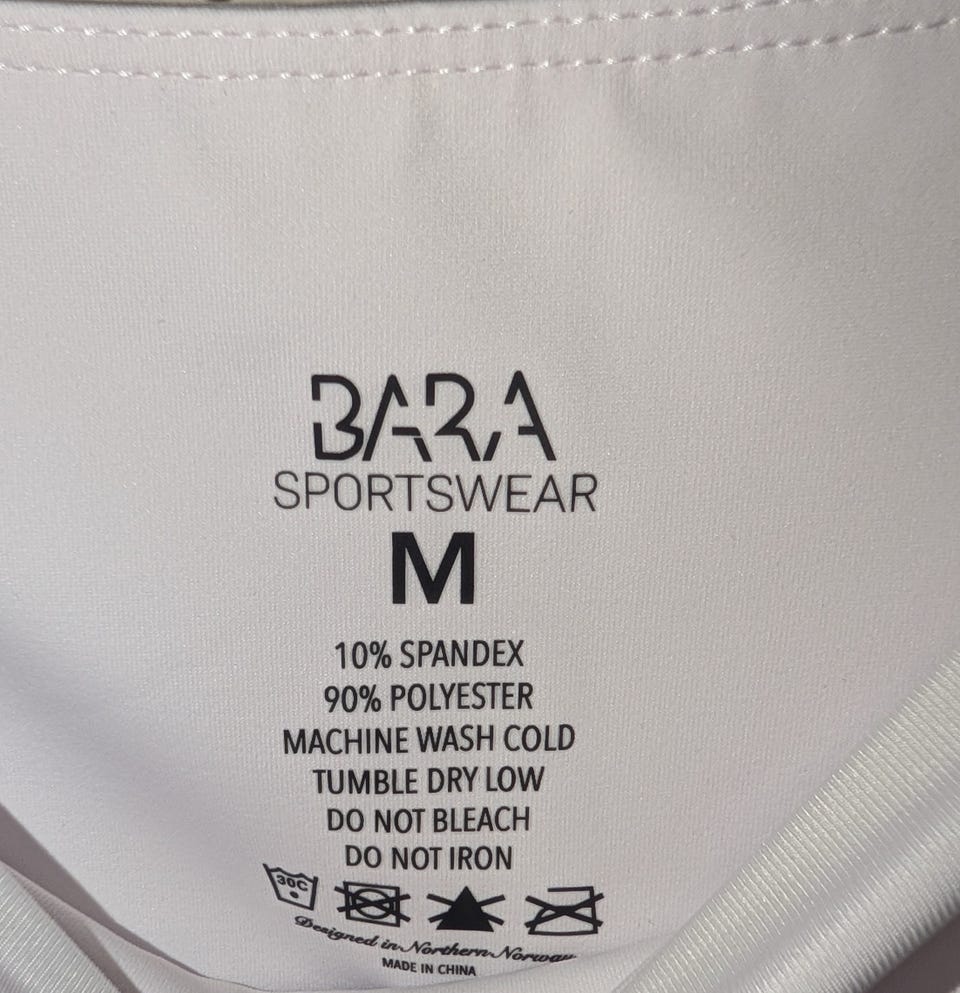 BARA
SPORTSWEAR
M
10% SPANDEX
90% POLYESTER
MACHINE WASH COLD
TUMBLE DRY LOW
DO NOT BLEACH
DO NOT IRON
30C
Designed in Northern Norway
MADE IN CHINA